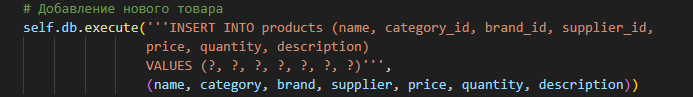 # Добавление нового товара
self.db.execute('''INSERT INTO products (name, category_id, brand_id, supplier_id,
price, quantity, description)
VALUES (?, ?, ?, ?, ?, ?, ?)''',
(name, category, brand, supplier, price, quantity, description))